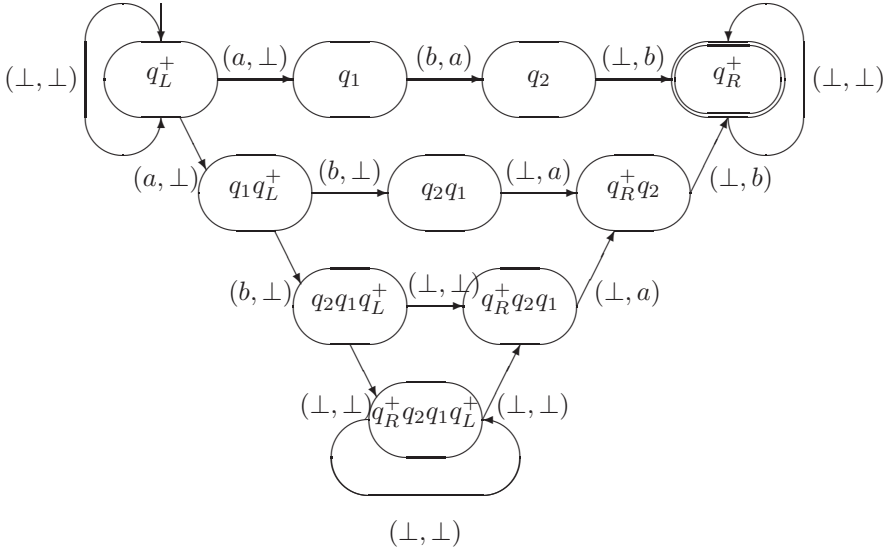 (⊥, ⊥) q_L^+ (a, ⊥) q_1 (b, a) q_2 (⊥, b) q_R^+ (⊥, ⊥)
(a, ⊥) q_1q_L^+ (b, ⊥) q_2q_1 (⊥, a) q_R^+q_2 (⊥, b)
(b, ⊥) q_2q_1q_L^+ (⊥, ⊥) q_R^+q_2q_1 (⊥, a)
(⊥, ⊥) q_R^+q_2q_1q_L^+ (⊥, ⊥)
(⊥, ⊥)